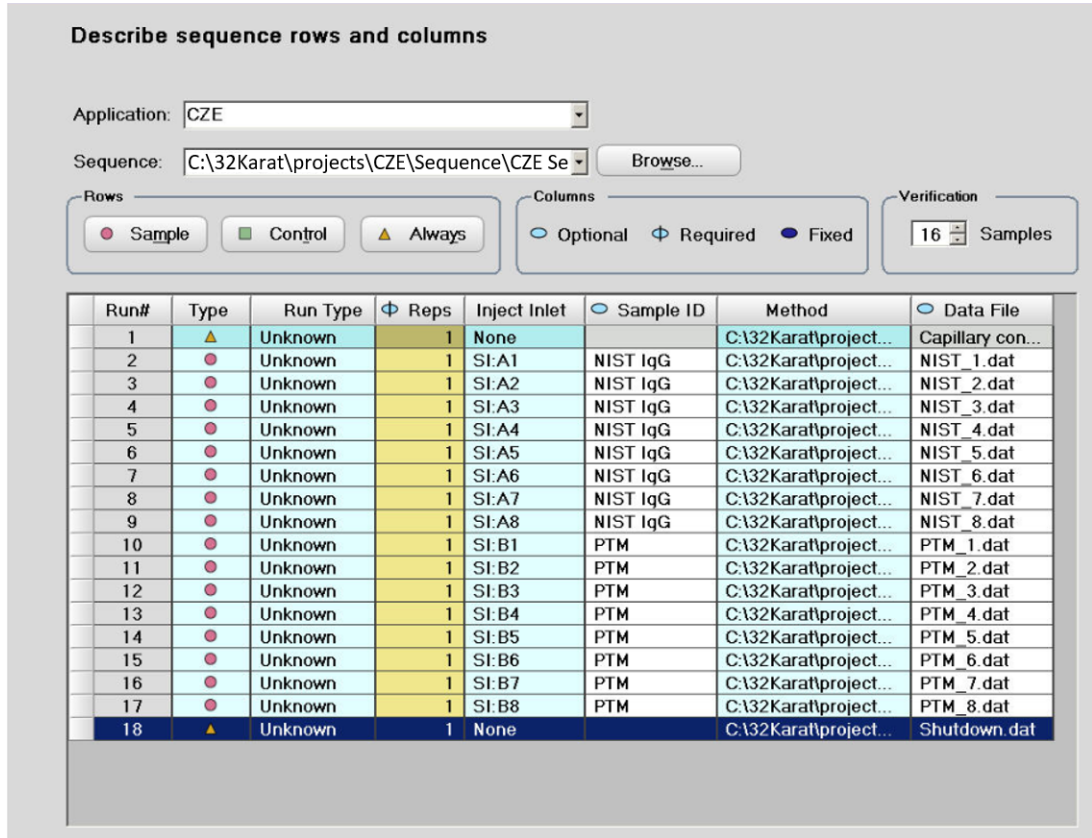 Describe sequence rows and columns
Application: CZE
Sequence: C:\32Karat\projects\CZE\Sequence\CZE Se Browse...
Rows Columns Verification
Sample Control Always Optional Required Fixed 16 Samples
Run# Type Run Type Reps Inject Inlet Sample ID Method Data File
1 Unknown 1 None C:\32Karat\project... Capillary con...
2 Unknown 1 SI:A1 NIST IgG C:\32Karat\project... NIST_1.dat
3 Unknown 1 SI:A2 NIST IgG C:\32Karat\project... NIST_2.dat
4 Unknown 1 SI:A3 NIST IgG C:\32Karat\project... NIST_3.dat
5 Unknown 1 SI:A4 NIST IgG C:\32Karat\project... NIST_4.dat
6 Unknown 1 SI:A5 NIST IgG C:\32Karat\project... NIST_5.dat
7 Unknown 1 SI:A6 NIST IgG C:\32Karat\project... NIST_6.dat
8 Unknown 1 SI:A7 NIST IgG C:\32Karat\project... NIST_7.dat
9 Unknown 1 SI:A8 NIST IgG C:\32Karat\project... NIST_8.dat
10 Unknown 1 SI:B1 PTM C:\32Karat\project... PTM_1.dat
11 Unknown 1 SI:B2 PTM C:\32Karat\project... PTM_2.dat
12 Unknown 1 SI:B3 PTM C:\32Karat\project... PTM_3.dat
13 Unknown 1 SI:B4 PTM C:\32Karat\project... PTM_4.dat
14 Unknown 1 SI:B5 PTM C:\32Karat\project... PTM_5.dat
15 Unknown 1 SI:B6 PTM C:\32Karat\project... PTM_6.dat
16 Unknown 1 SI:B7 PTM C:\32Karat\project... PTM_7.dat
17 Unknown 1 SI:B8 PTM C:\32Karat\project... PTM_8.dat
18 Unknown 1 None C:\32Karat\project... Shutdown.dat